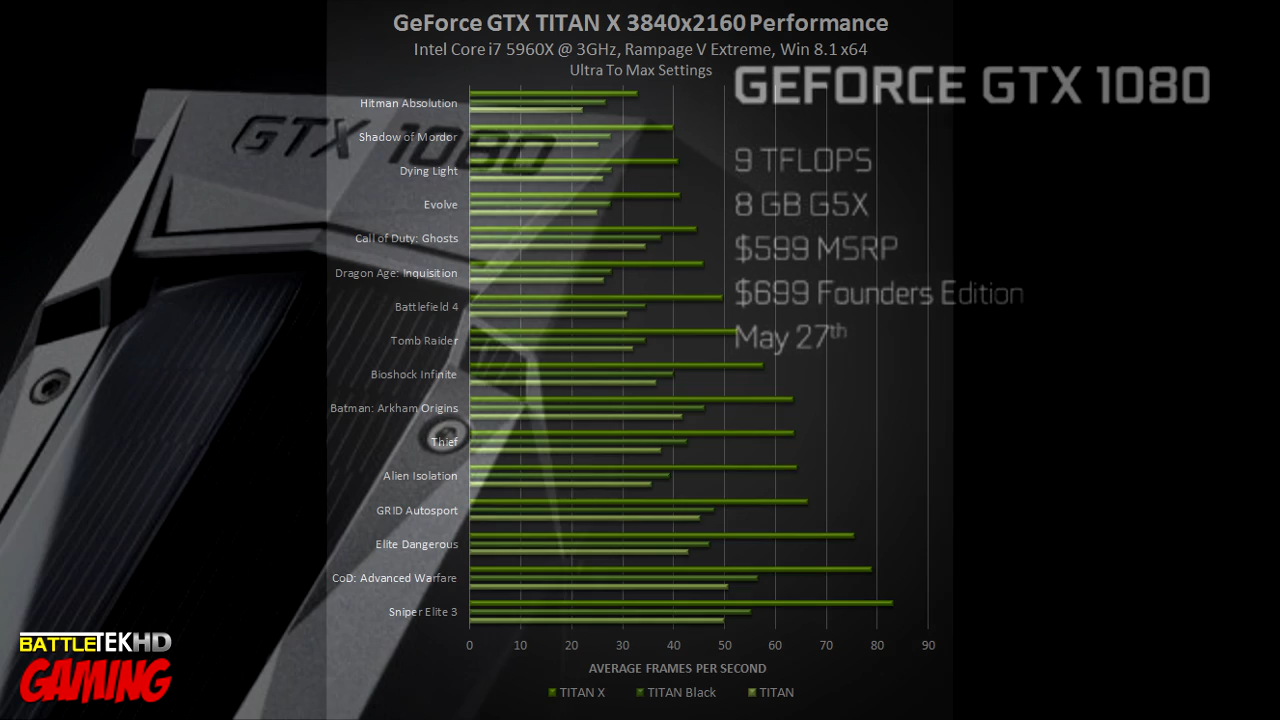 GeForce GTX TITAN X 3840x2160 Performance
Intel Core i7 5960X @ 3GHz, Rampage V Extreme, Win 8.1 x64
Ultra To Max Settings
GEFORCE GTX 1080
9 TFLOPS
8 GB G5X
$599 MSRP
$699 Founders Edition
May 27th
GTX 1080
Hitman Absolution
Shadow of Mordor
Dying Light
Evolve
Call of Duty: Ghosts
Dragon Age: Inquisition
Battlefield 4
Tomb Raider
Bioshock Infinite
Batman: Arkham Origins
Thief
Alien Isolation
GRID Autosport
Elite Dangerous
CoD: Advanced Warfare
Sniper Elite 3
0 10 20 30 40 50 60 70 80 90
AVERAGE FRAMES PER SECOND
TITAN X TITAN Black TITAN
BATTLETEKHD
GAMING